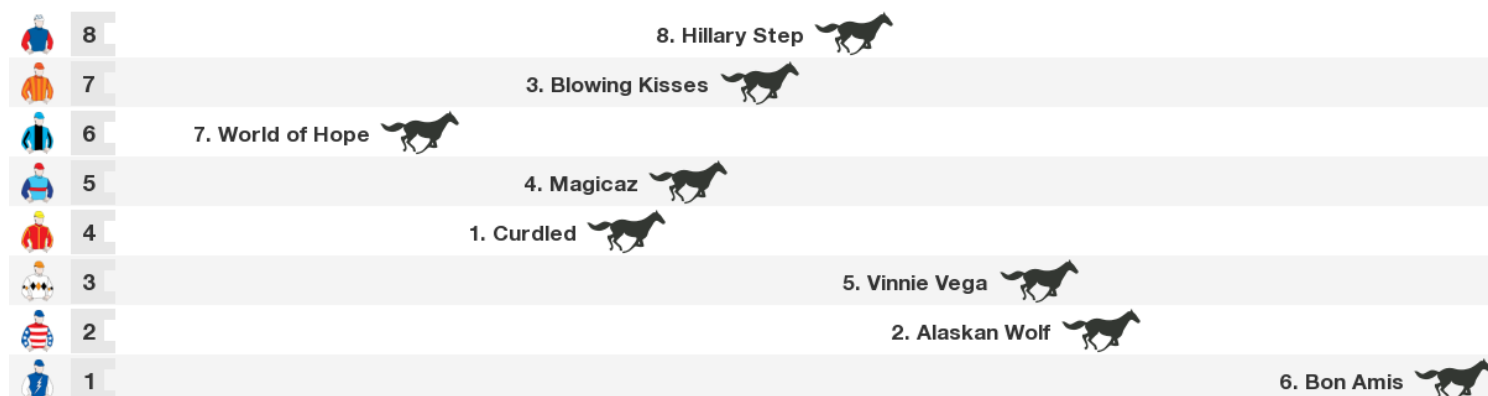 8 8. Hillary Step
7 3. Blowing Kisses
6 7. World of Hope
5 4. Magicaz
4 1. Curdled
3 5. Vinnie Vega
2 2. Alaskan Wolf
1 6. Bon Amis